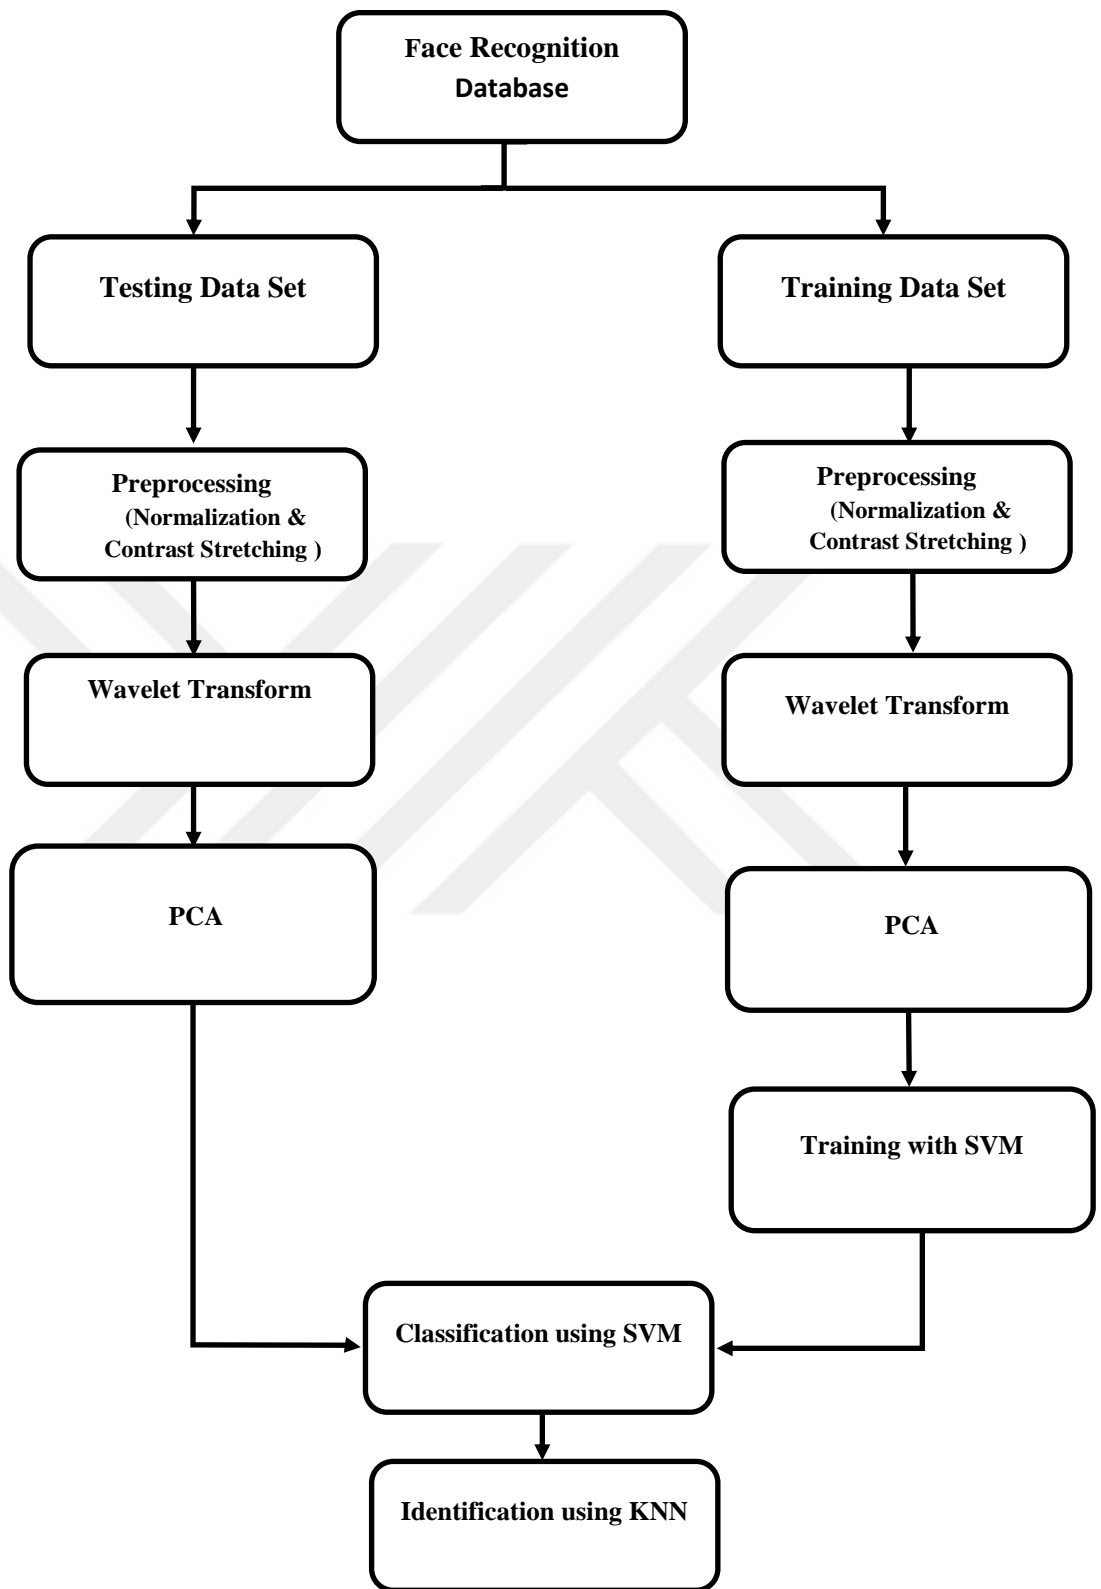 Face Recognition
Database
Testing Data Set
Training Data Set
Preprocessing
(Normalization &
Contrast Stretching )
Preprocessing
(Normalization &
Contrast Stretching )
Wavelet Transform
Wavelet Transform
PCA
PCA
Training with SVM
Classification using SVM
Identification using KNN